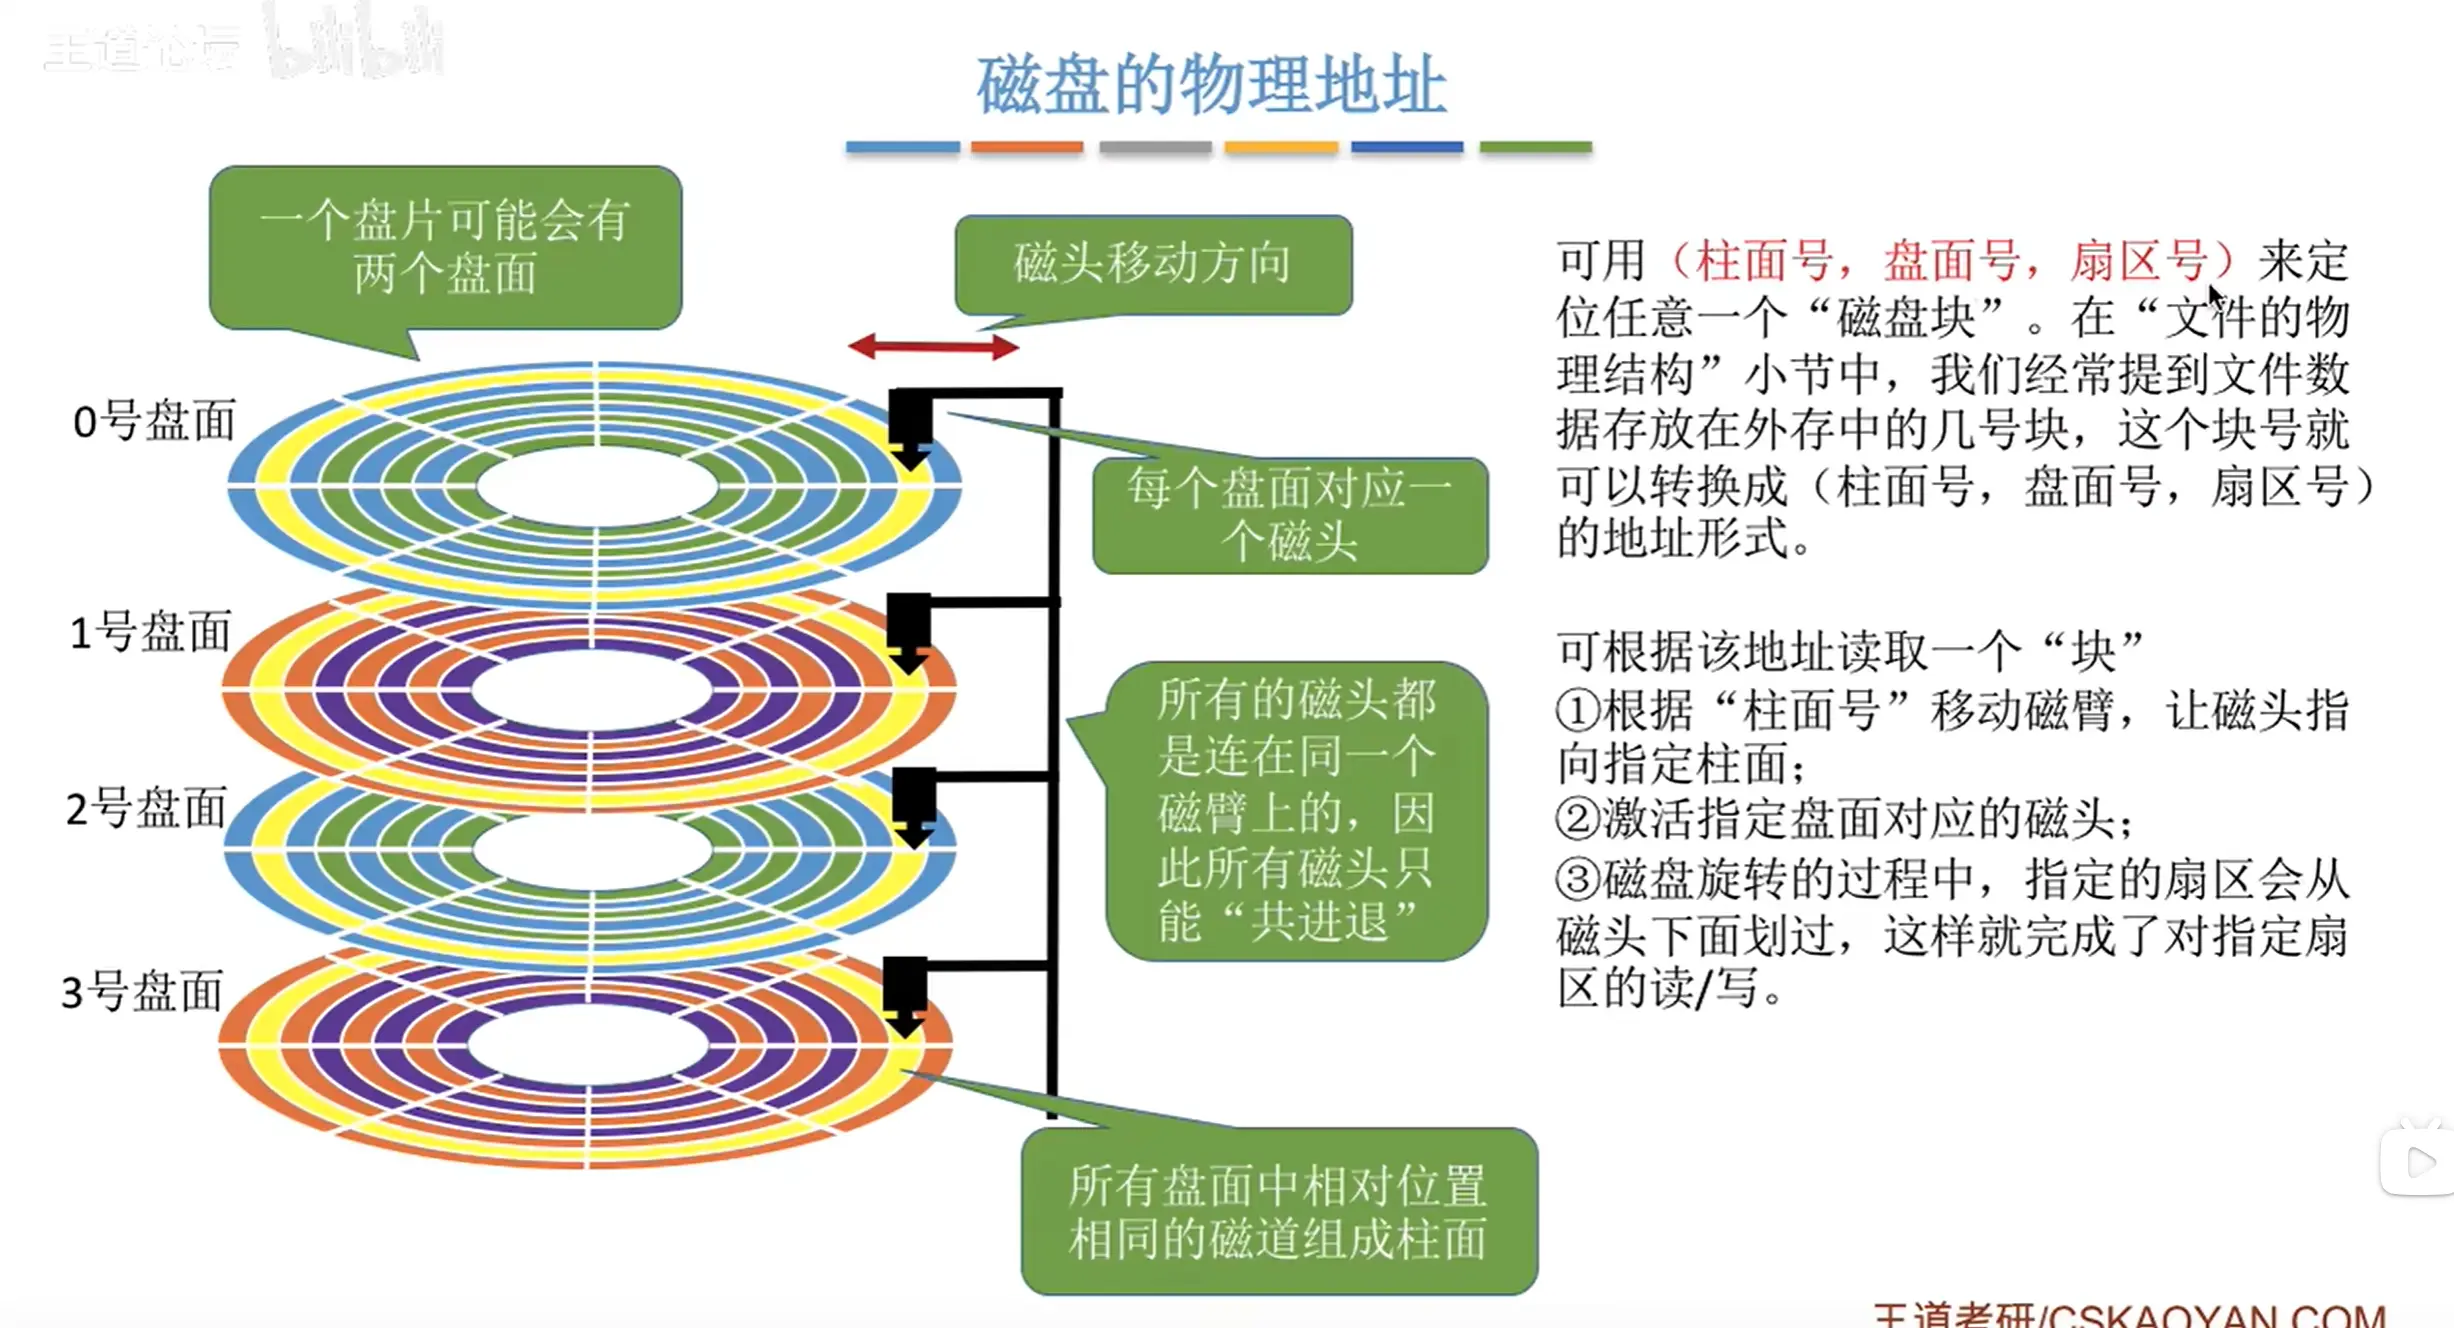 王道论坛 bilibili
磁盘的物理地址
一个盘片可能会有
两个盘面
磁头移动方向
0号盘面
每个盘面对应一
个磁头
1号盘面
所有的磁头都
是连在同一个
磁臂上的，因
此所有磁头只
能“共进退”
2号盘面
3号盘面
所有盘面中相对位置
相同的磁道组成柱面
可用（柱面号，盘面号，扇区号）来定
位任意一个“磁盘块”。在“文件的物
理结构”小节中，我们经常提到文件数
据存放在外存中的几号块，这个块号就
可以转换成（柱面号，盘面号，扇区号）
的地址形式。
可根据该地址读取一个“块”
①根据“柱面号”移动磁臂，让磁头指
向指定柱面；
②激活指定盘面对应的磁头；
③磁盘旋转的过程中，指定的扇区会从
磁头下面划过，这样就完成了对指定扇
区的读/写。
王道考研/CSKAOYAN.COM